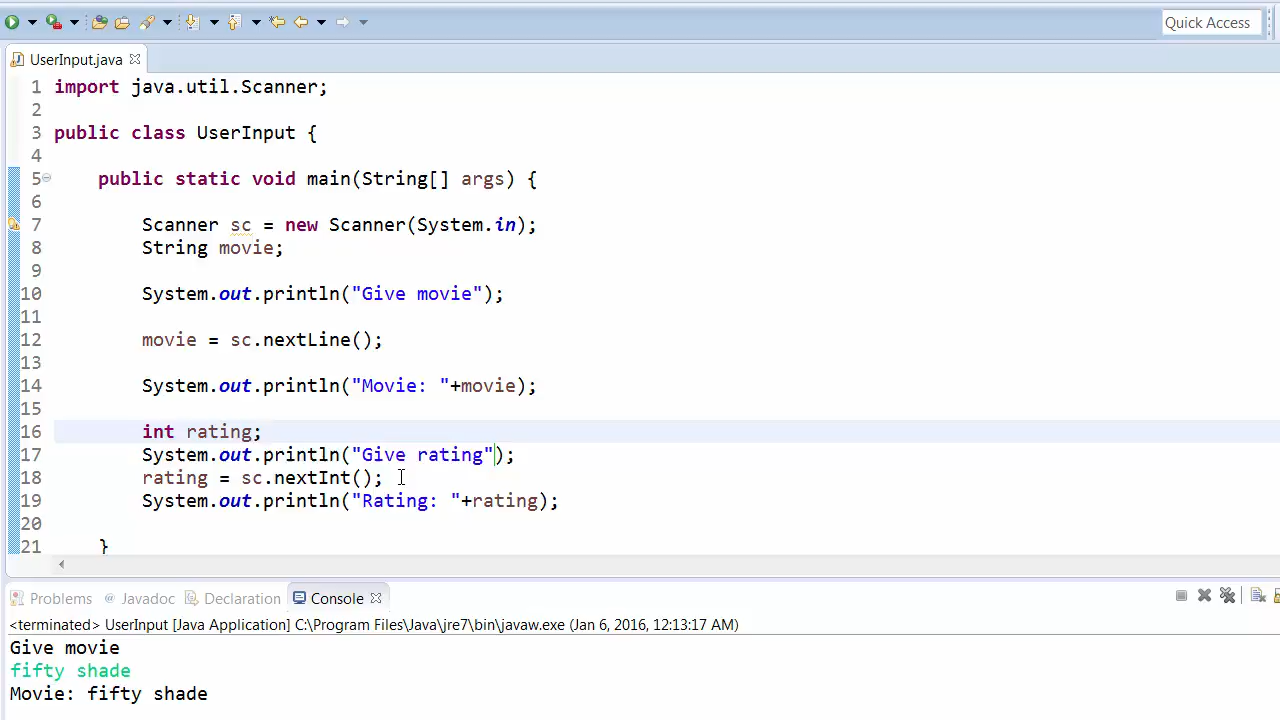 Quick Access
UserInput.java
1 import java.util.Scanner;
2
3 public class UserInput {
4
5 public static void main(String[] args) {
6
7 Scanner sc = new Scanner(System.in);
8 String movie;
9
10 System.out.println("Give movie");
11
12 movie = sc.nextLine();
13
14 System.out.println("Movie: "+movie);
15
16 int rating;
17 System.out.println("Give rating");
18 rating = sc.nextInt();
19 System.out.println("Rating: "+rating);
20
21 }
Problems @ Javadoc Declaration Console
<terminated> UserInput [Java Application] C:\Program Files\Java\jre7\bin\javaw.exe (Jan 6, 2016, 12:13:17 AM)
Give movie
fifty shade
Movie: fifty shade